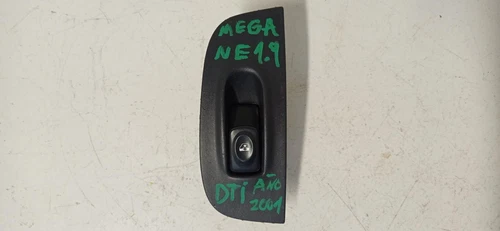 MEGA
NE 1.9
DTi AÑO
2001